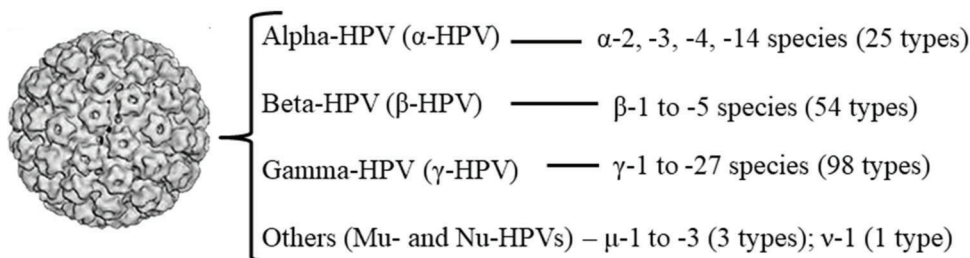 Alpha-HPV (α-HPV) — α-2, -3, -4, -14 species (25 types)
Beta-HPV (β-HPV) — β-1 to -5 species (54 types)
Gamma-HPV (γ-HPV) — γ-1 to -27 species (98 types)
Others (Mu- and Nu-HPVs) – μ-1 to -3 (3 types); ν-1 (1 type)